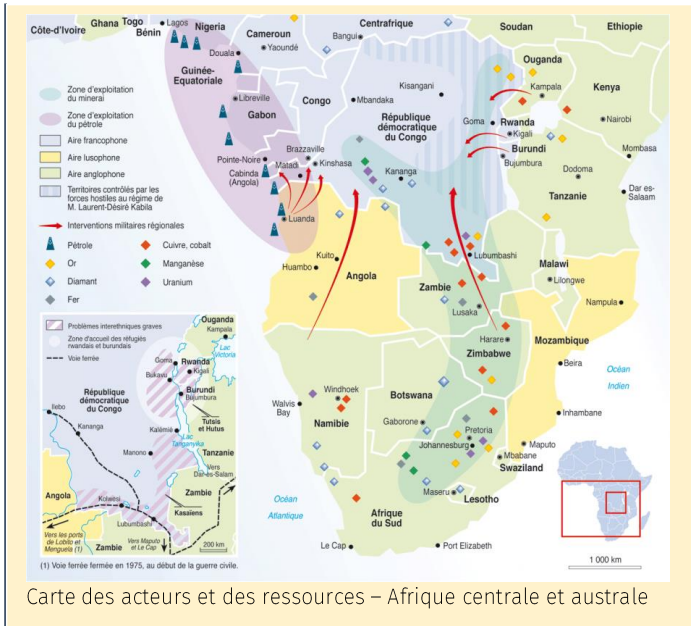 Côte-d'Ivoire
Ghana
Togo
Bénin
Lagos
Nigeria
Cameroun
Centrafrique
Soudan
Ethiopie
Douala
Yaoundé
Bangui
Guinée-
Equatoriale
Libreville
Gabon
Congo
Mbandaka
Kisangani
Ouganda
Kampala
Kenya
Nairobi
République
démocratique
du Congo
Goma
Rwanda
Kigali
Burundi
Bujumbura
Mombasa
Dodoma
Dar es-
Salaam
Tanzanie
Brazzaville
Pointe-Noire
Matadi
Kinshasa
Cabinda
(Angola)
Kananga
Luanda
Kuito
Huambo
Angola
Lubumbashi
Zambie
Lusaka
Malawi
Lilongwe
Nampula
Mozambique
Harare
Zimbabwe
Beira
Océan
Indien
Inhambane
Botswana
Windhoek
Walvis
Bay
Namibie
Gaborone
Pretoria
Johannesburg
Maputo
Mbabane
Swaziland
Maseru
Lesotho
Afrique
du Sud
Océan
Atlantique
Le Cap
Port Elizabeth
1 000 km
Zone d'exploitation
du minerai
Zone d'exploitation
du pétrole
Aire francophone
Aire lusophone
Aire anglophone
Territoires contrôlés par les
forces hostiles au régime de
M. Laurent-Désiré Kabila
Interventions militaires régionales
Pétrole
Or
Diamant
Fer
Cuivre, cobalt
Manganèse
Uranium
Problèmes interethniques graves
Zone d'accueil des réfugiés
rwandais et burundais
Voie ferrée
Ouganda
Kampala
Lac
Victoria
Goma
Rwanda
Kigali
Bukavu
Burundi
Bujumbura
République
démocratique
du Congo
Tutsis
et Hutus
Ilebo
Kananga
Kalémié
Lac
Tanganyika
Manono
Tanzanie
Vers
Dar-es-Salam
Angola
Kolwesi
Zambie
Kassaïens
Lubumbashi
Vers les ports
de Lobito et
Menguela (1)
Zambie
Vers Maputo
et Le Cap
200 km
(1) Voie ferrée fermée en 1975, au début de la guerre civile.
Carte des acteurs et des ressources – Afrique centrale et australe